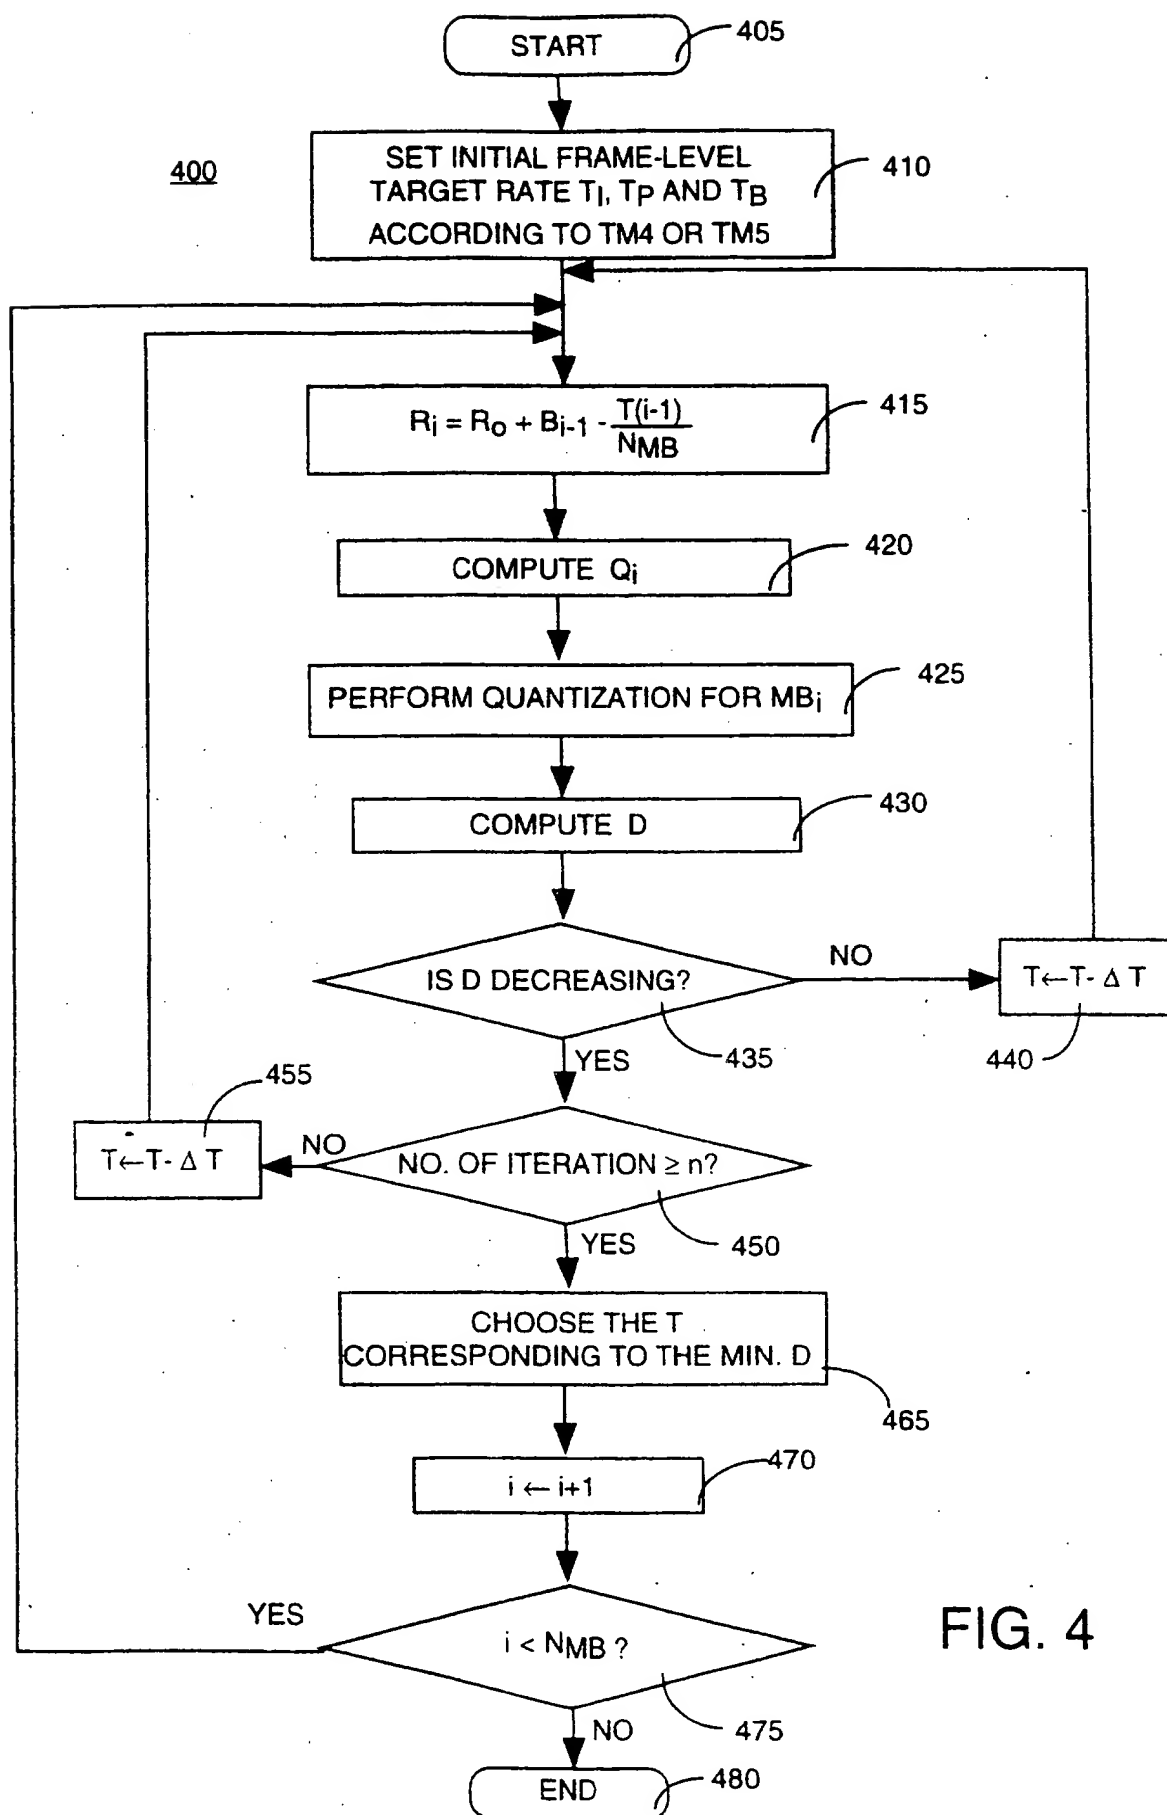 START
405
400
SET INITIAL FRAME-LEVEL
TARGET RATE TI, TP AND TB
ACCORDING TO TM4 OR TM5
410
Ri = Ro + Bi-1 - T(i-1)
NMB
415
COMPUTE Qi
420
PERFORM QUANTIZATION FOR MBi
425
COMPUTE D
430
IS D DECREASING?
NO
435
T←T- Δ T
440
YES
455
T←T- Δ T
NO
NO. OF ITERATION ≥ n?
450
YES
CHOOSE THE T
CORRESPONDING TO THE MIN. D
465
i ← i+1
470
YES
i < NMB ?
475
NO
END
480
FIG. 4